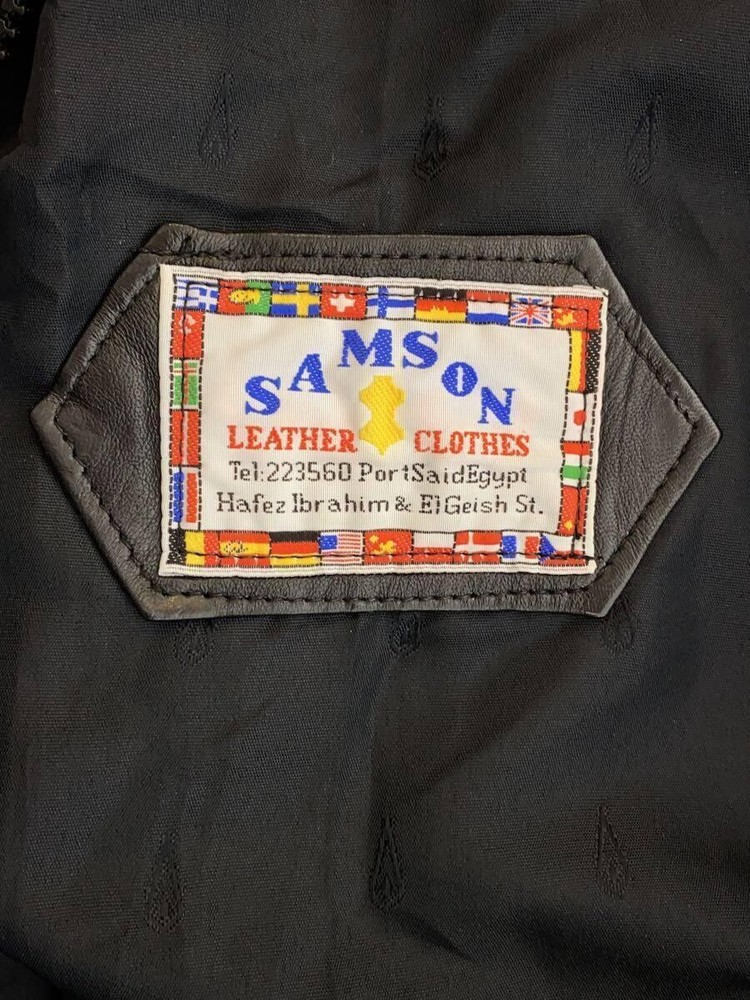 SAMSON
LEATHER CLOTHES
Tel:223560 PortSaidEgypt
Hafez Ibrahim & ElGeish St.